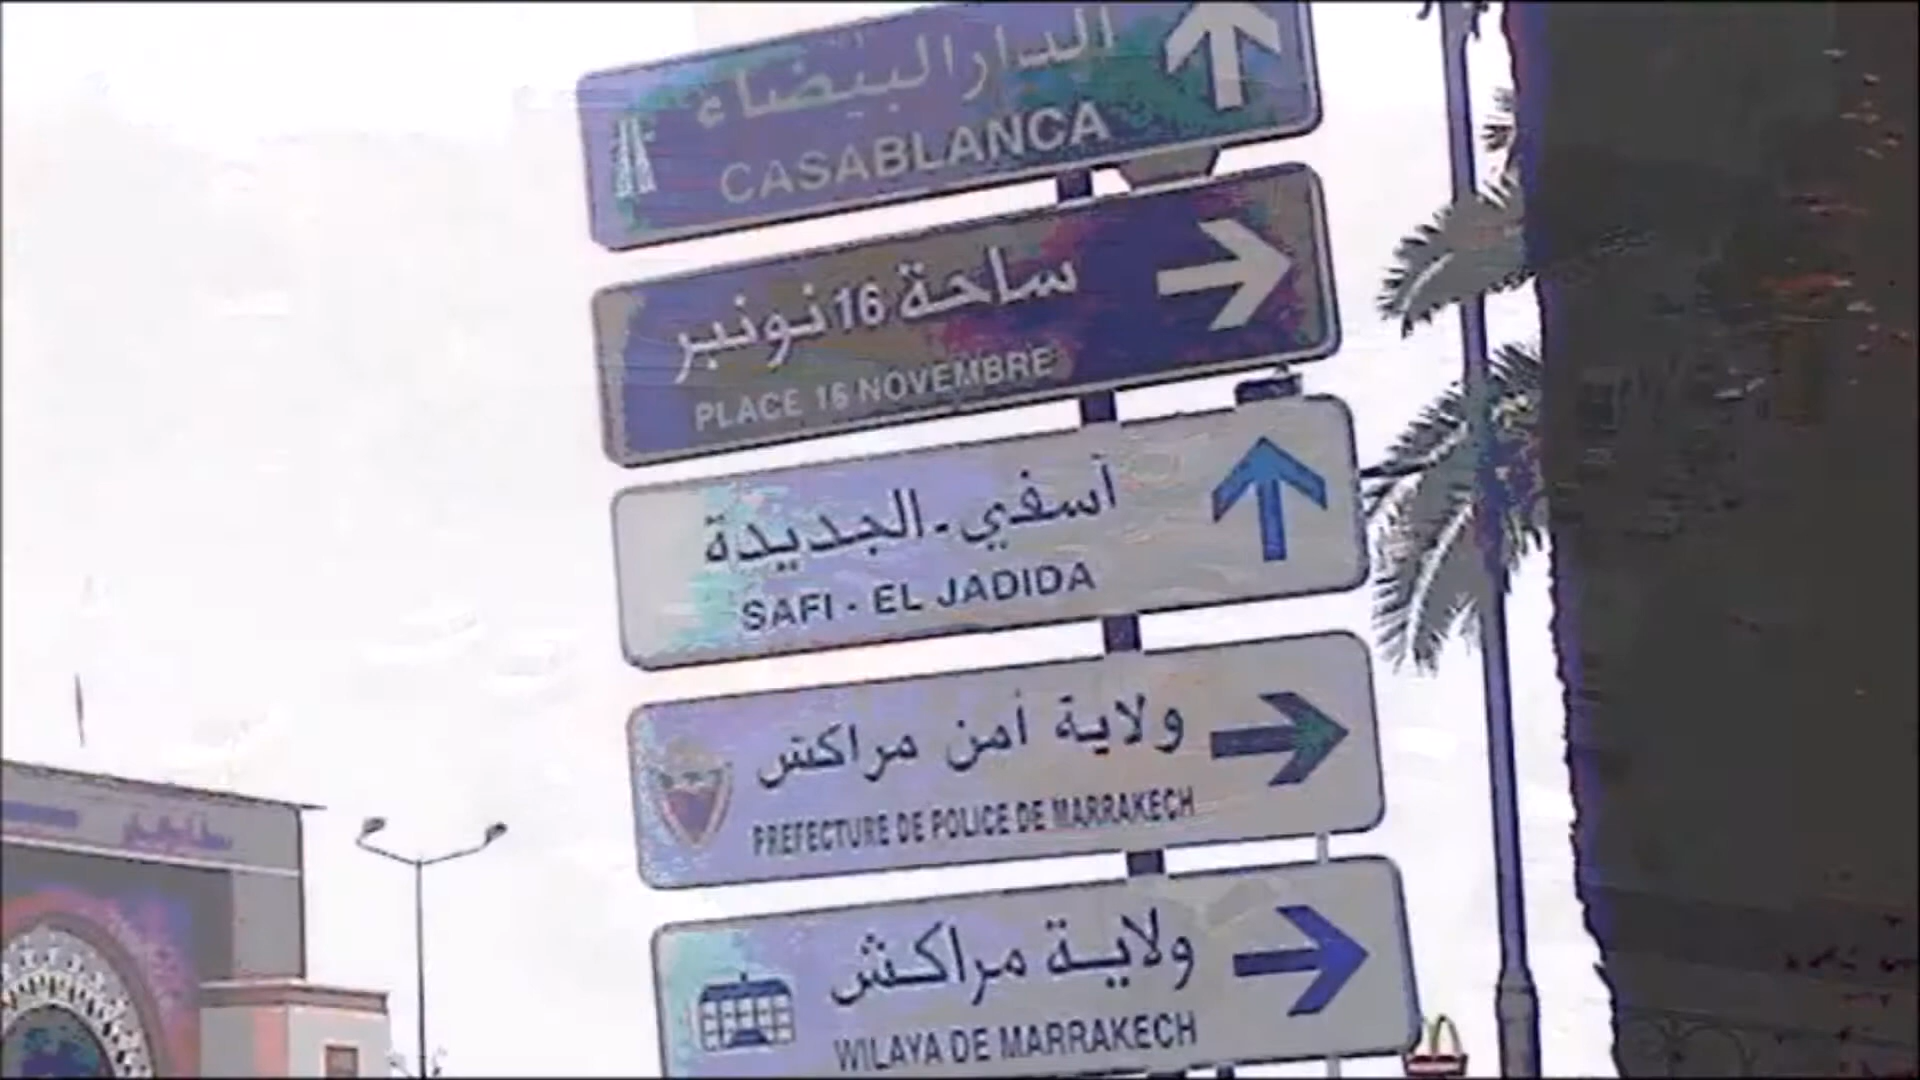 الدار البيضاء
CASABLANCA
ساحة 16 نونبر
PLACE 16 NOVEMBRE
آسفي - الجديدة
SAFI - EL JADIDA
ولاية أمن مراكش
PREFECTURE DE POLICE DE MARRAKECH
ولاية مراكش
WILAYA DE MARRAKECH